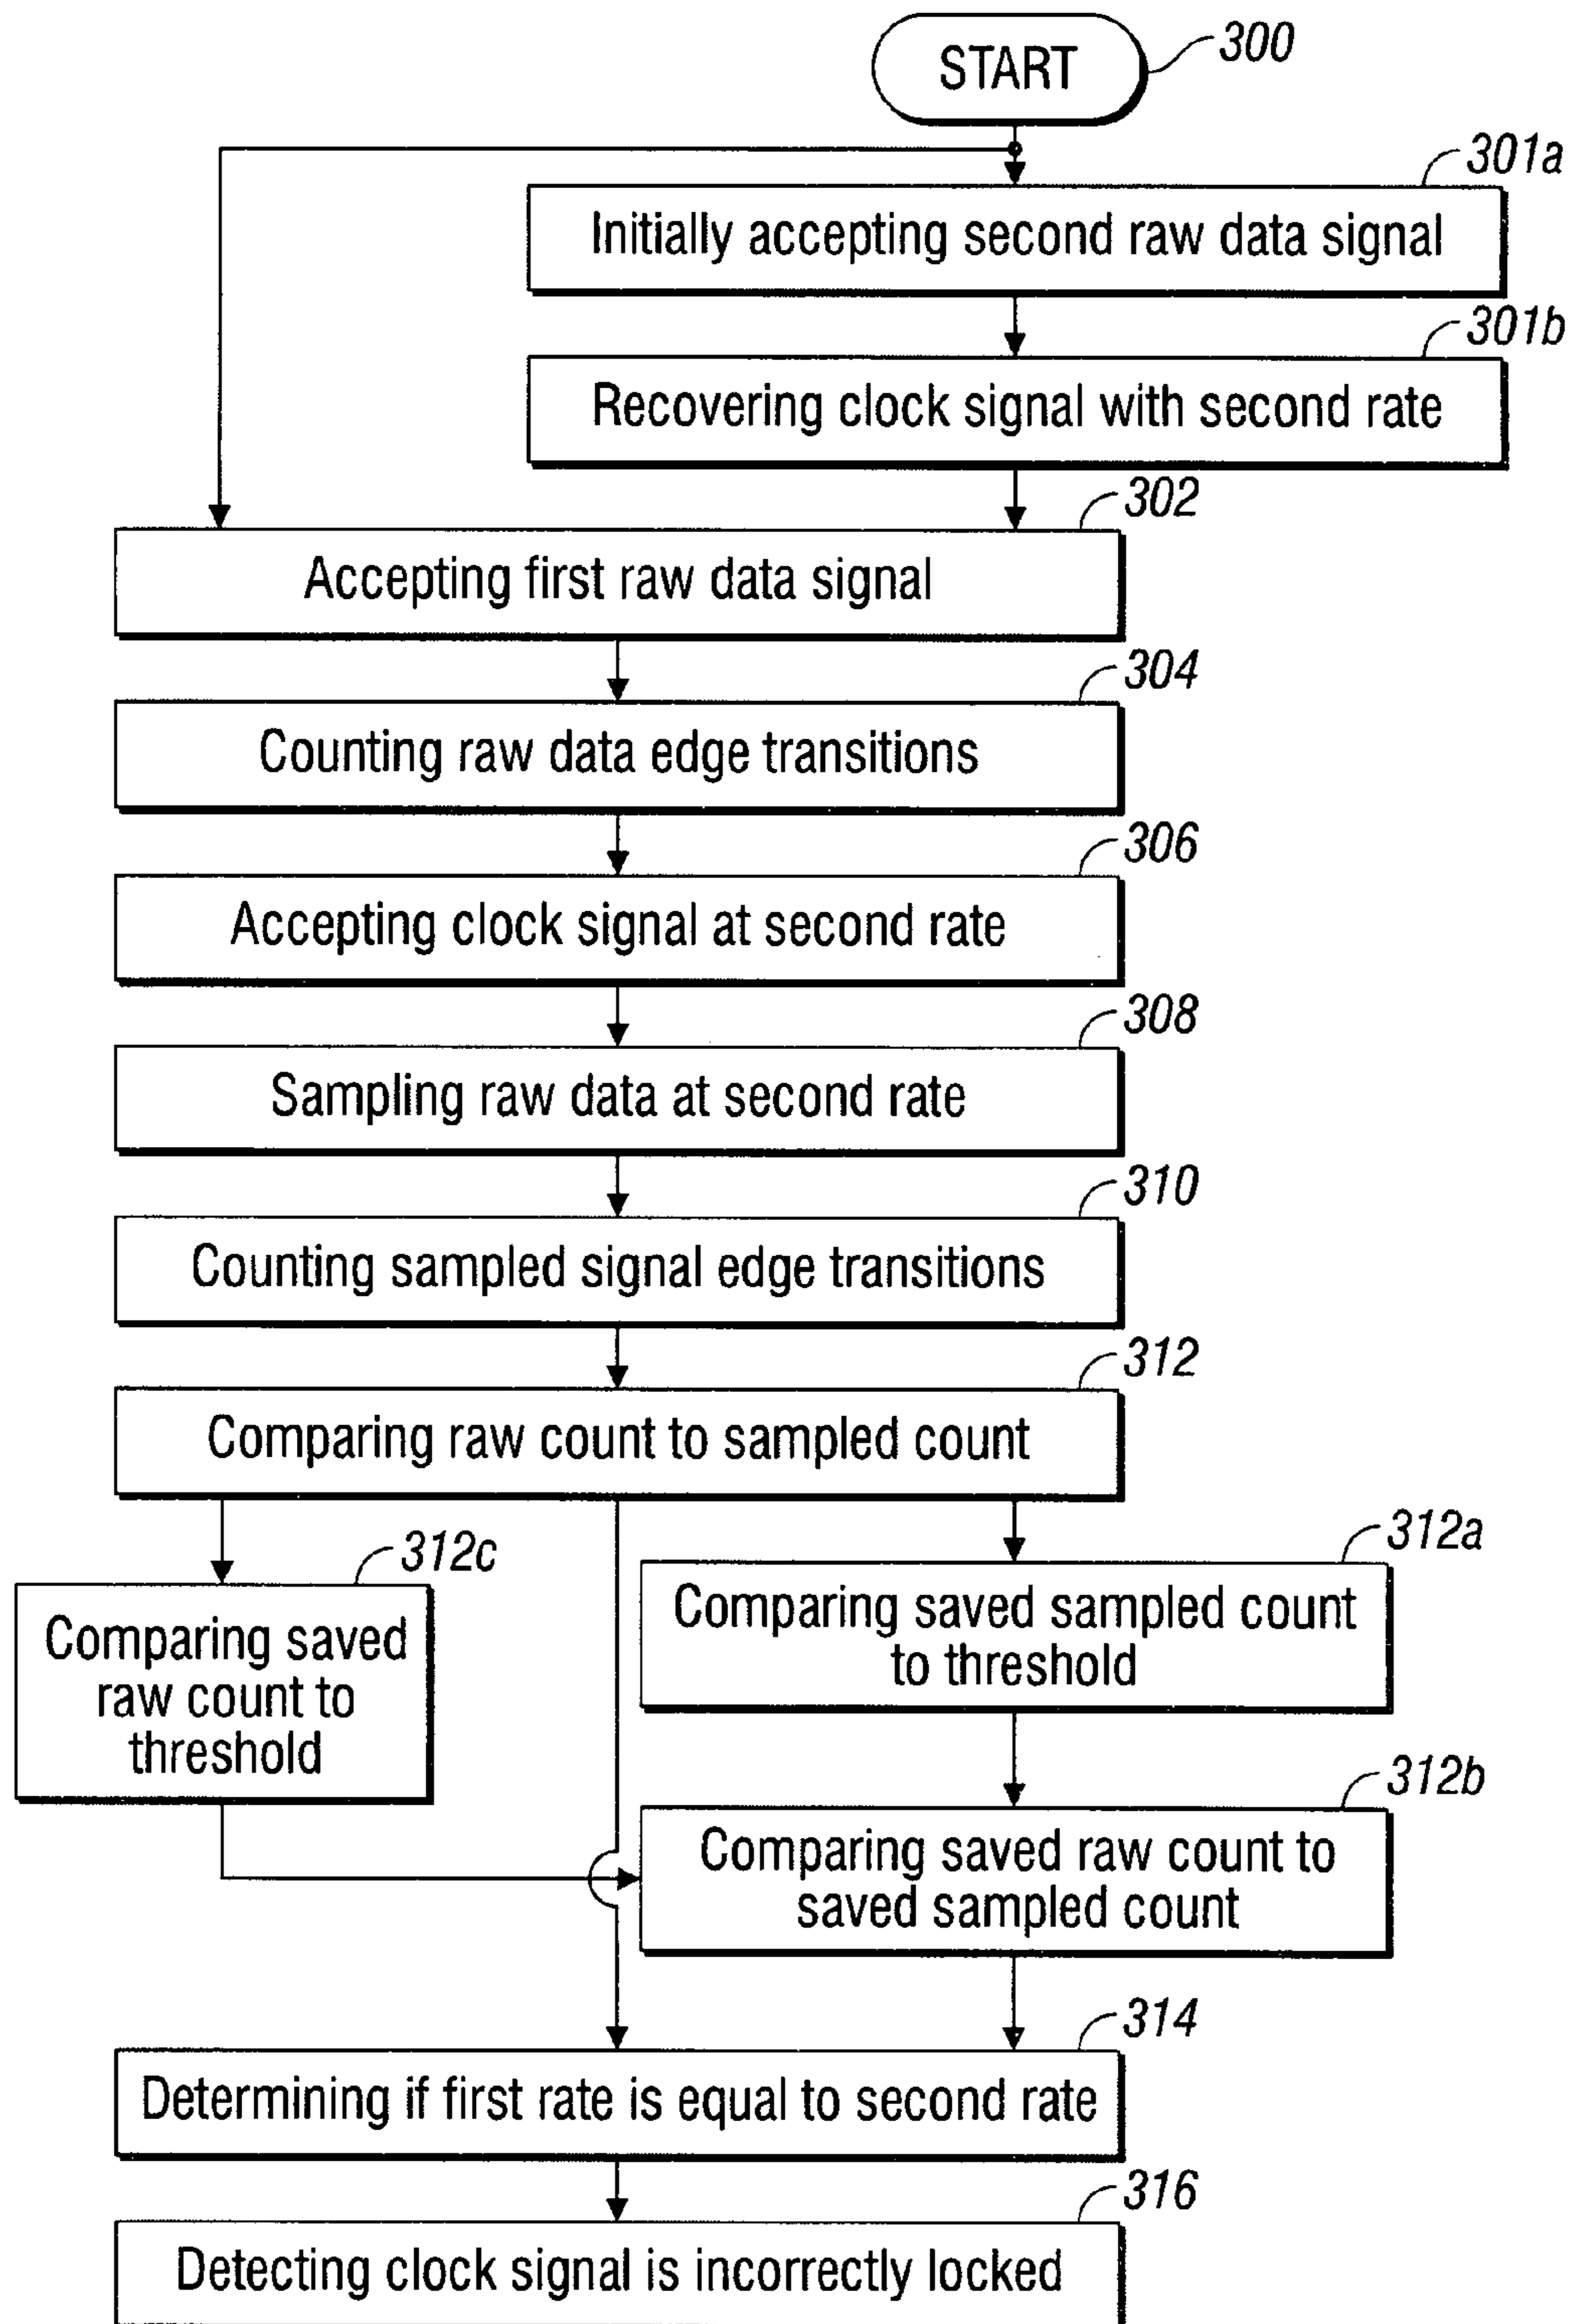 START
300
301a
Initially accepting second raw data signal
301b
Recovering clock signal with second rate
302
Accepting first raw data signal
304
Counting raw data edge transitions
306
Accepting clock signal at second rate
308
Sampling raw data at second rate
310
Counting sampled signal edge transitions
312
Comparing raw count to sampled count
312c
Comparing saved
raw count to
threshold
312a
Comparing saved sampled count
to threshold
312b
Comparing saved raw count to
saved sampled count
314
Determining if first rate is equal to second rate
316
Detecting clock signal is incorrectly locked